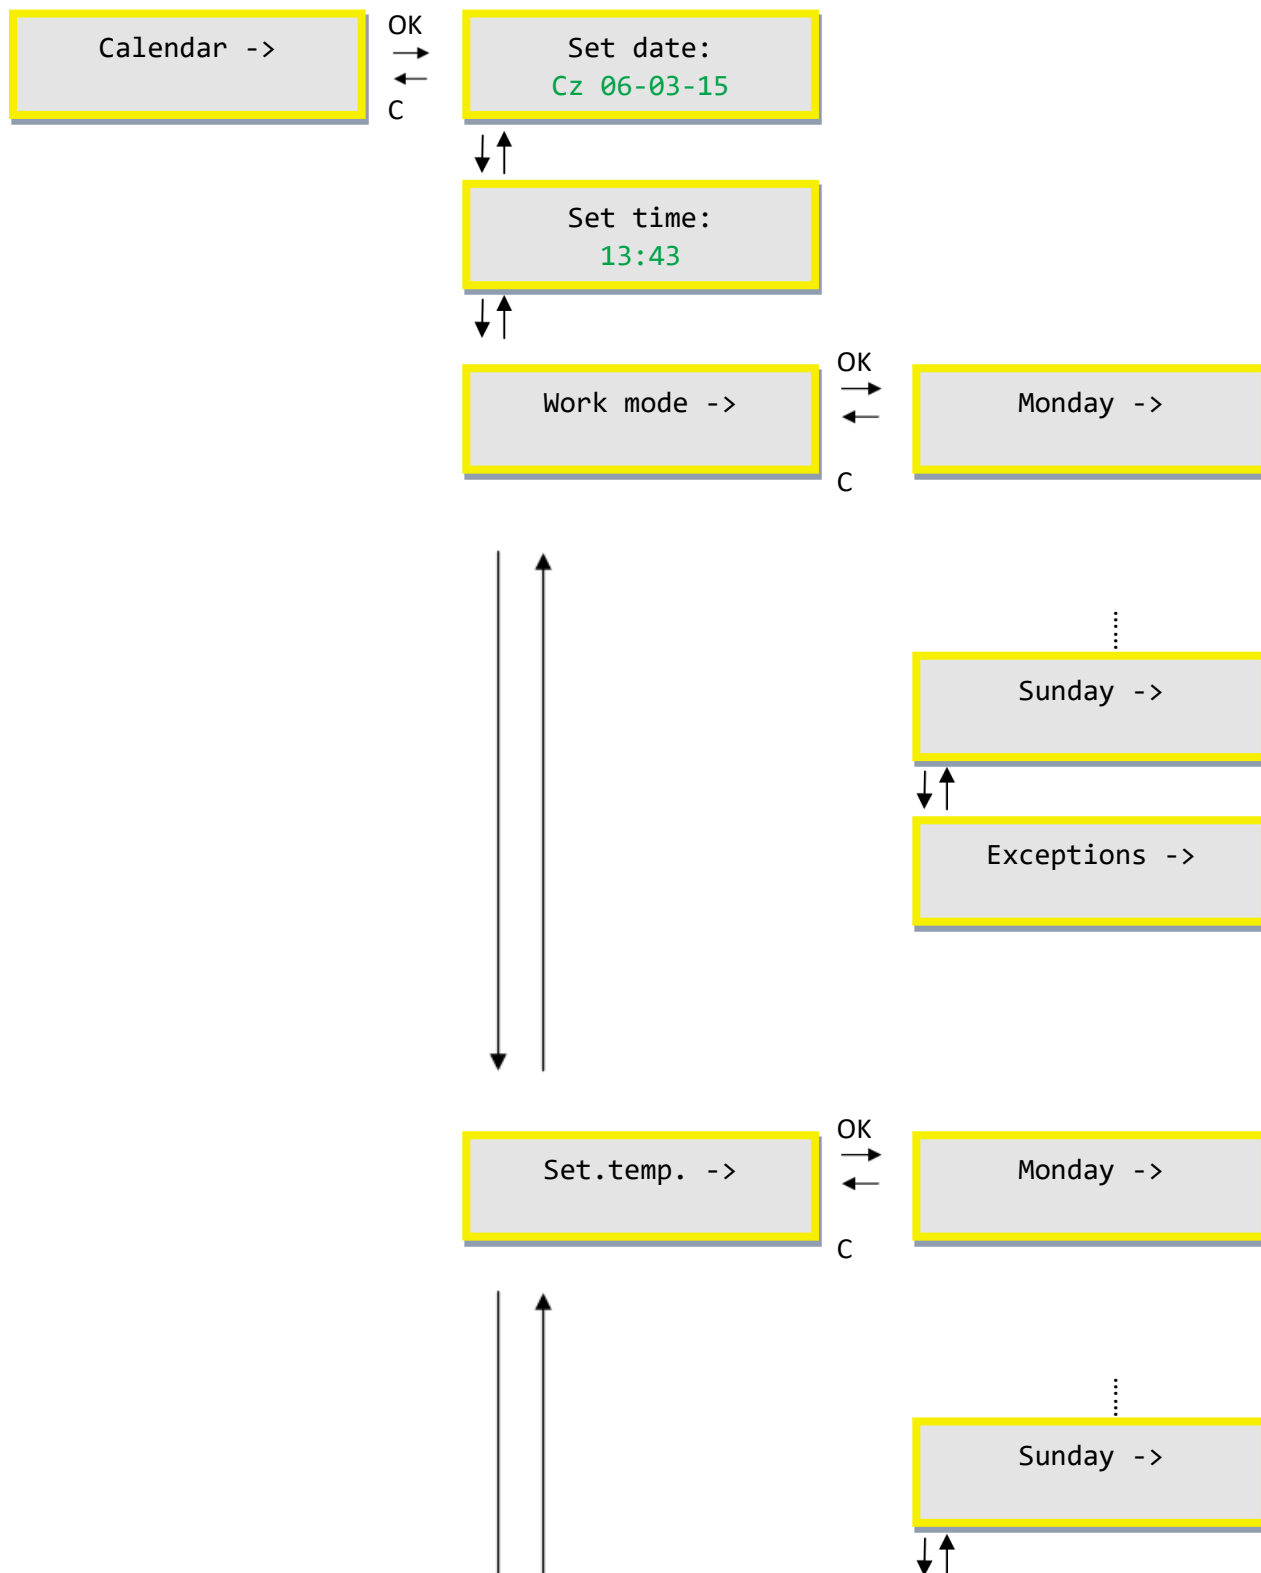 Calendar ->
OK
C
Set date:
Cz 06-03-15
Set time:
13:43
Work mode ->
OK
C
Monday ->
Sunday ->
Exceptions ->
Set.temp. ->
OK
C
Monday ->
Sunday ->